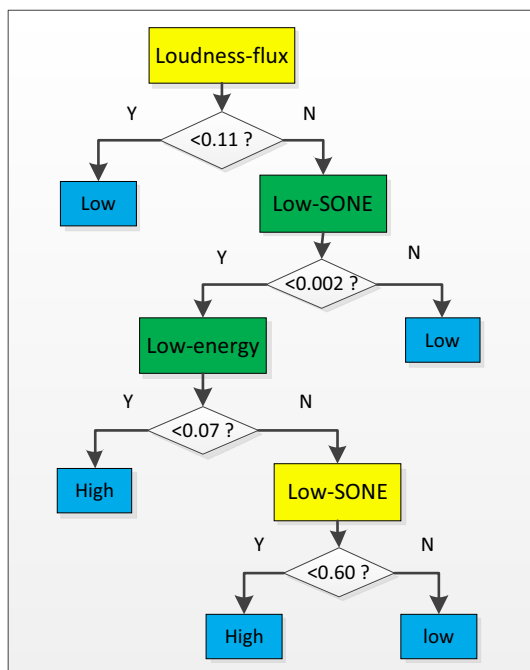 Loudness-flux
Y
N
<0.11 ?
Low
Low-SONE
Y
N
<0.002 ?
Low-energy
Low
Y
N
<0.07 ?
High
Low-SONE
Y
N
<0.60 ?
High
low